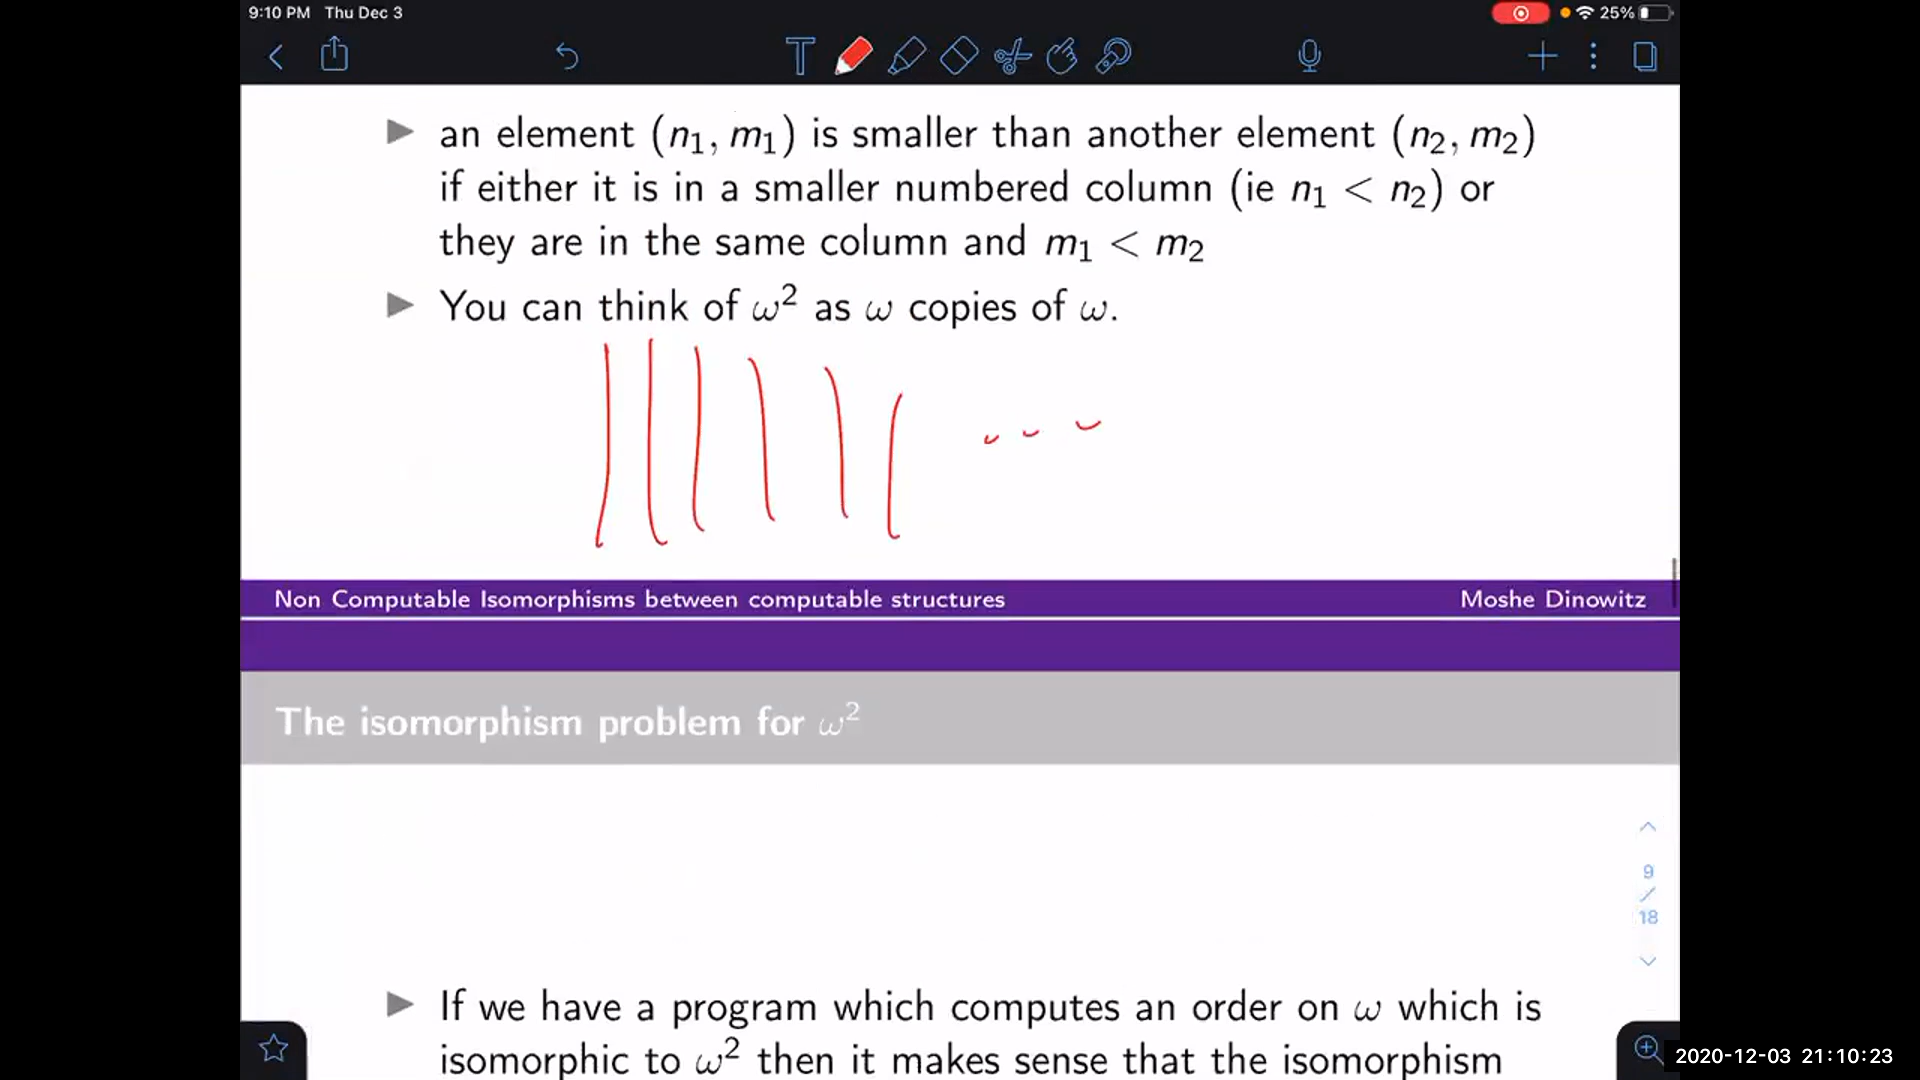 9:10 PM Thu Dec 3
25%
an element (n₁, m₁) is smaller than another element (n₂, m₂)
if either it is in a smaller numbered column (ie n₁ < n₂) or
they are in the same column and m₁ < m₂
You can think of ω² as ω copies of ω.
Non Computable Isomorphisms between computable structures Moshe Dinowitz
The isomorphism problem for ω²
9
/
18
If we have a program which computes an order on ω which is
isomorphic to ω² then it makes sense that the isomorphism
2020-12-03 21:10:23